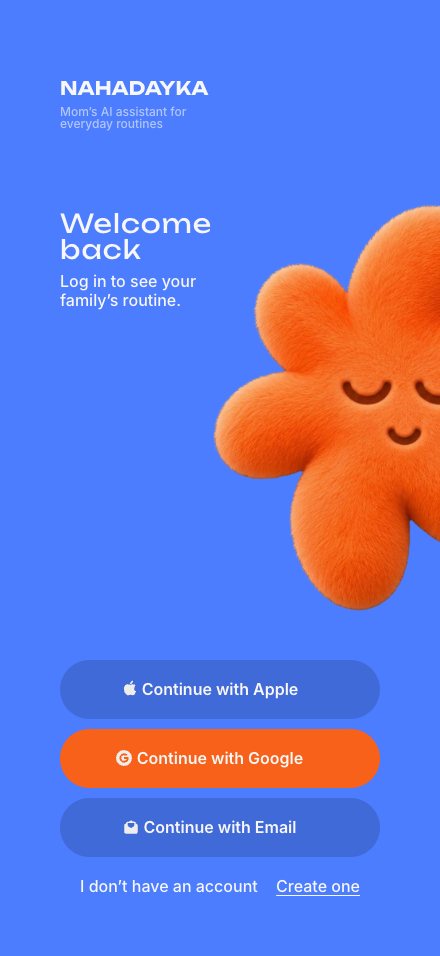 NAHADAYKA
Mom's AI assistant for
everyday routines
Welcome
back
Log in to see your
family's routine.
Continue with Apple
Continue with Google
Continue with Email
I don't have an account Create one